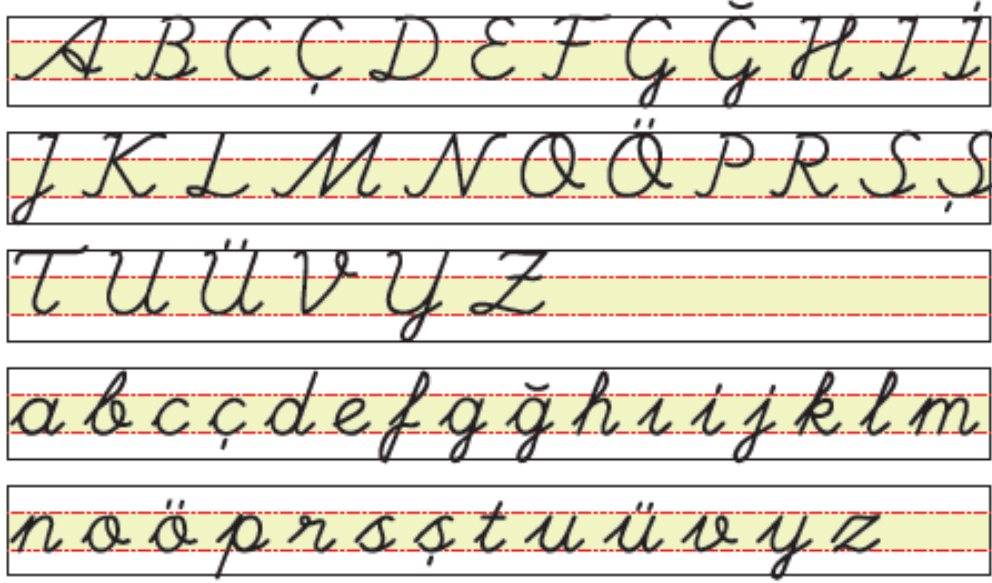 A B C Ç D E F G Ğ H I İ
J K L M N O Ö P R S Ş
T U Ü V Y Z
a b c ç d e f g ğ h ı i j k l m
n o ö p r s ş t u ü v y z